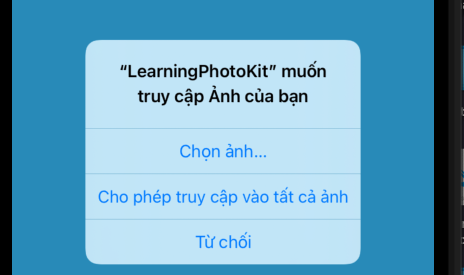 “LearningPhotoKit” muốn
truy cập Ảnh của bạn
Chọn ảnh...
Cho phép truy cập vào tất cả ảnh
Từ chối